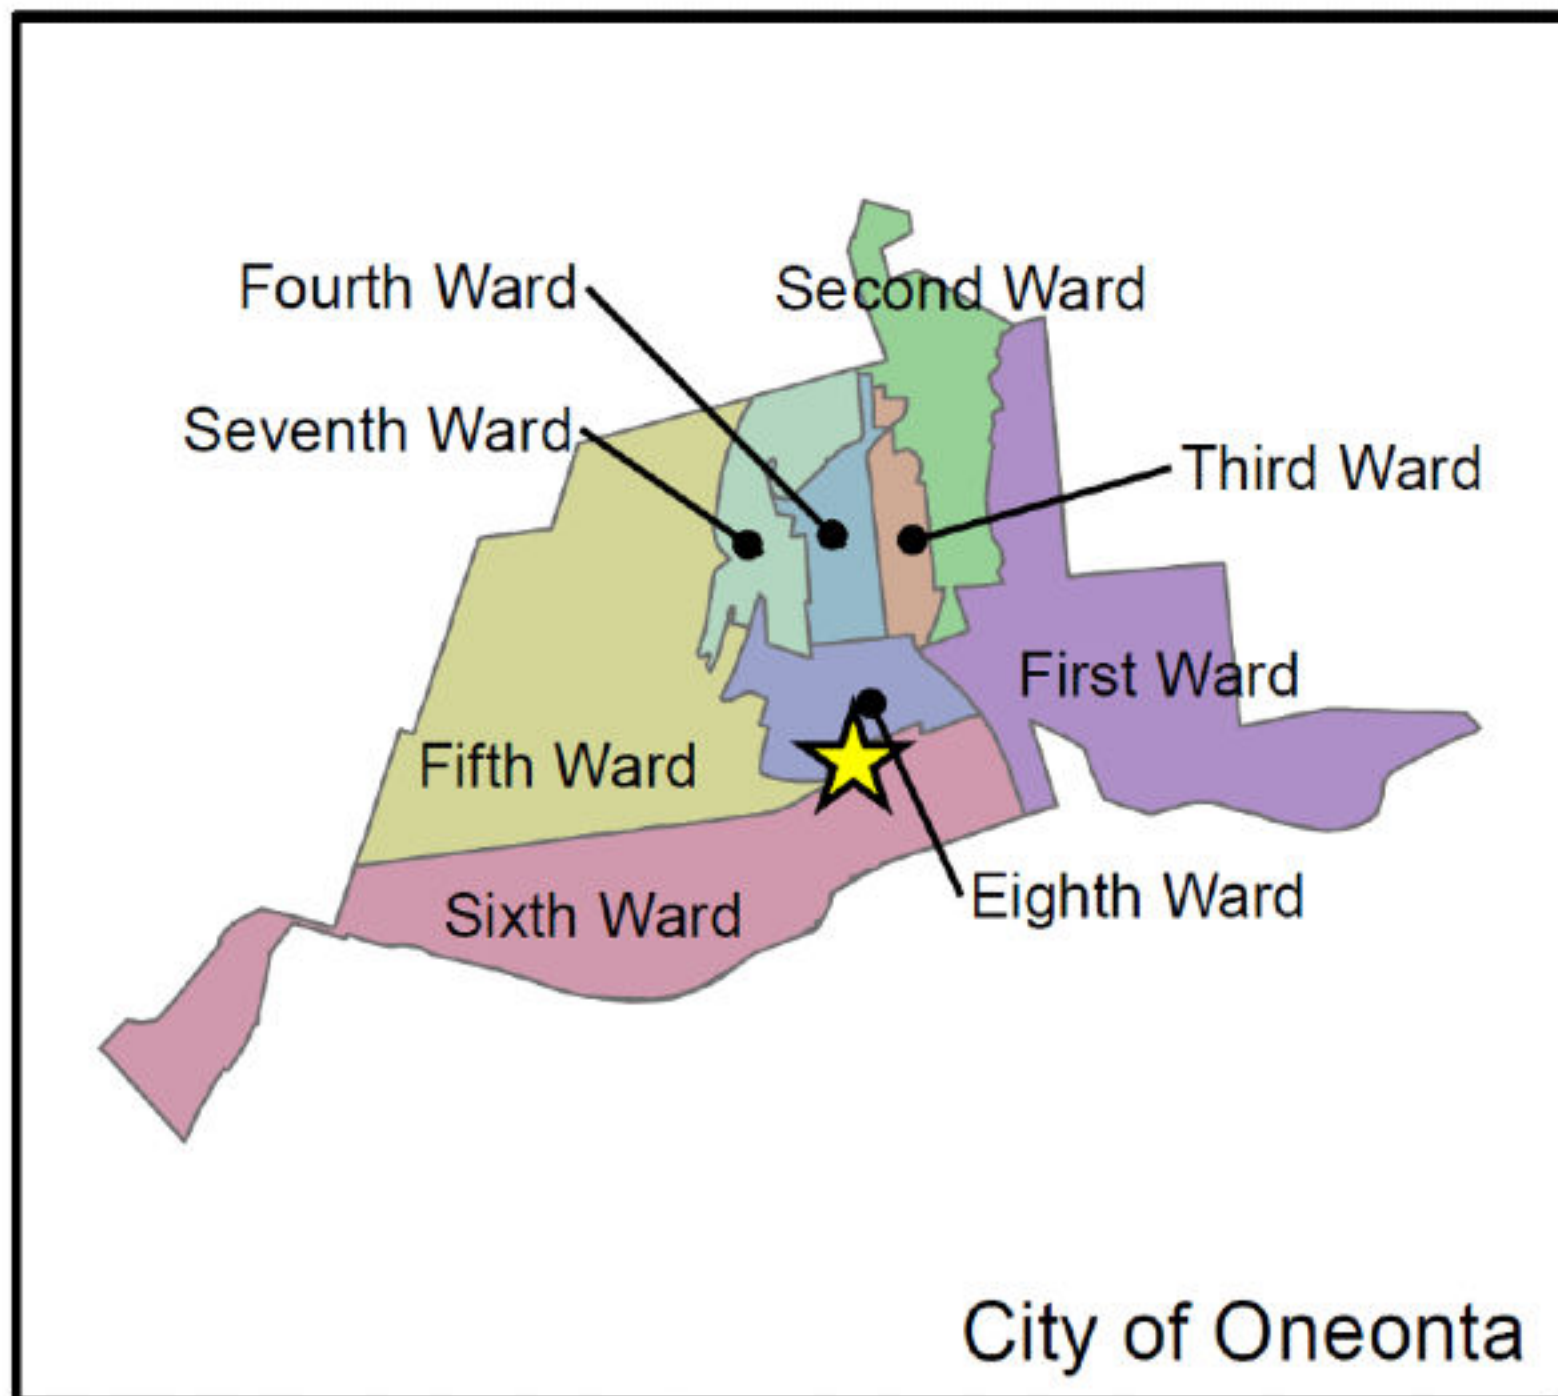 Fourth Ward
Second Ward
Seventh Ward
Third Ward
First Ward
Fifth Ward
Eighth Ward
Sixth Ward
City of Oneonta